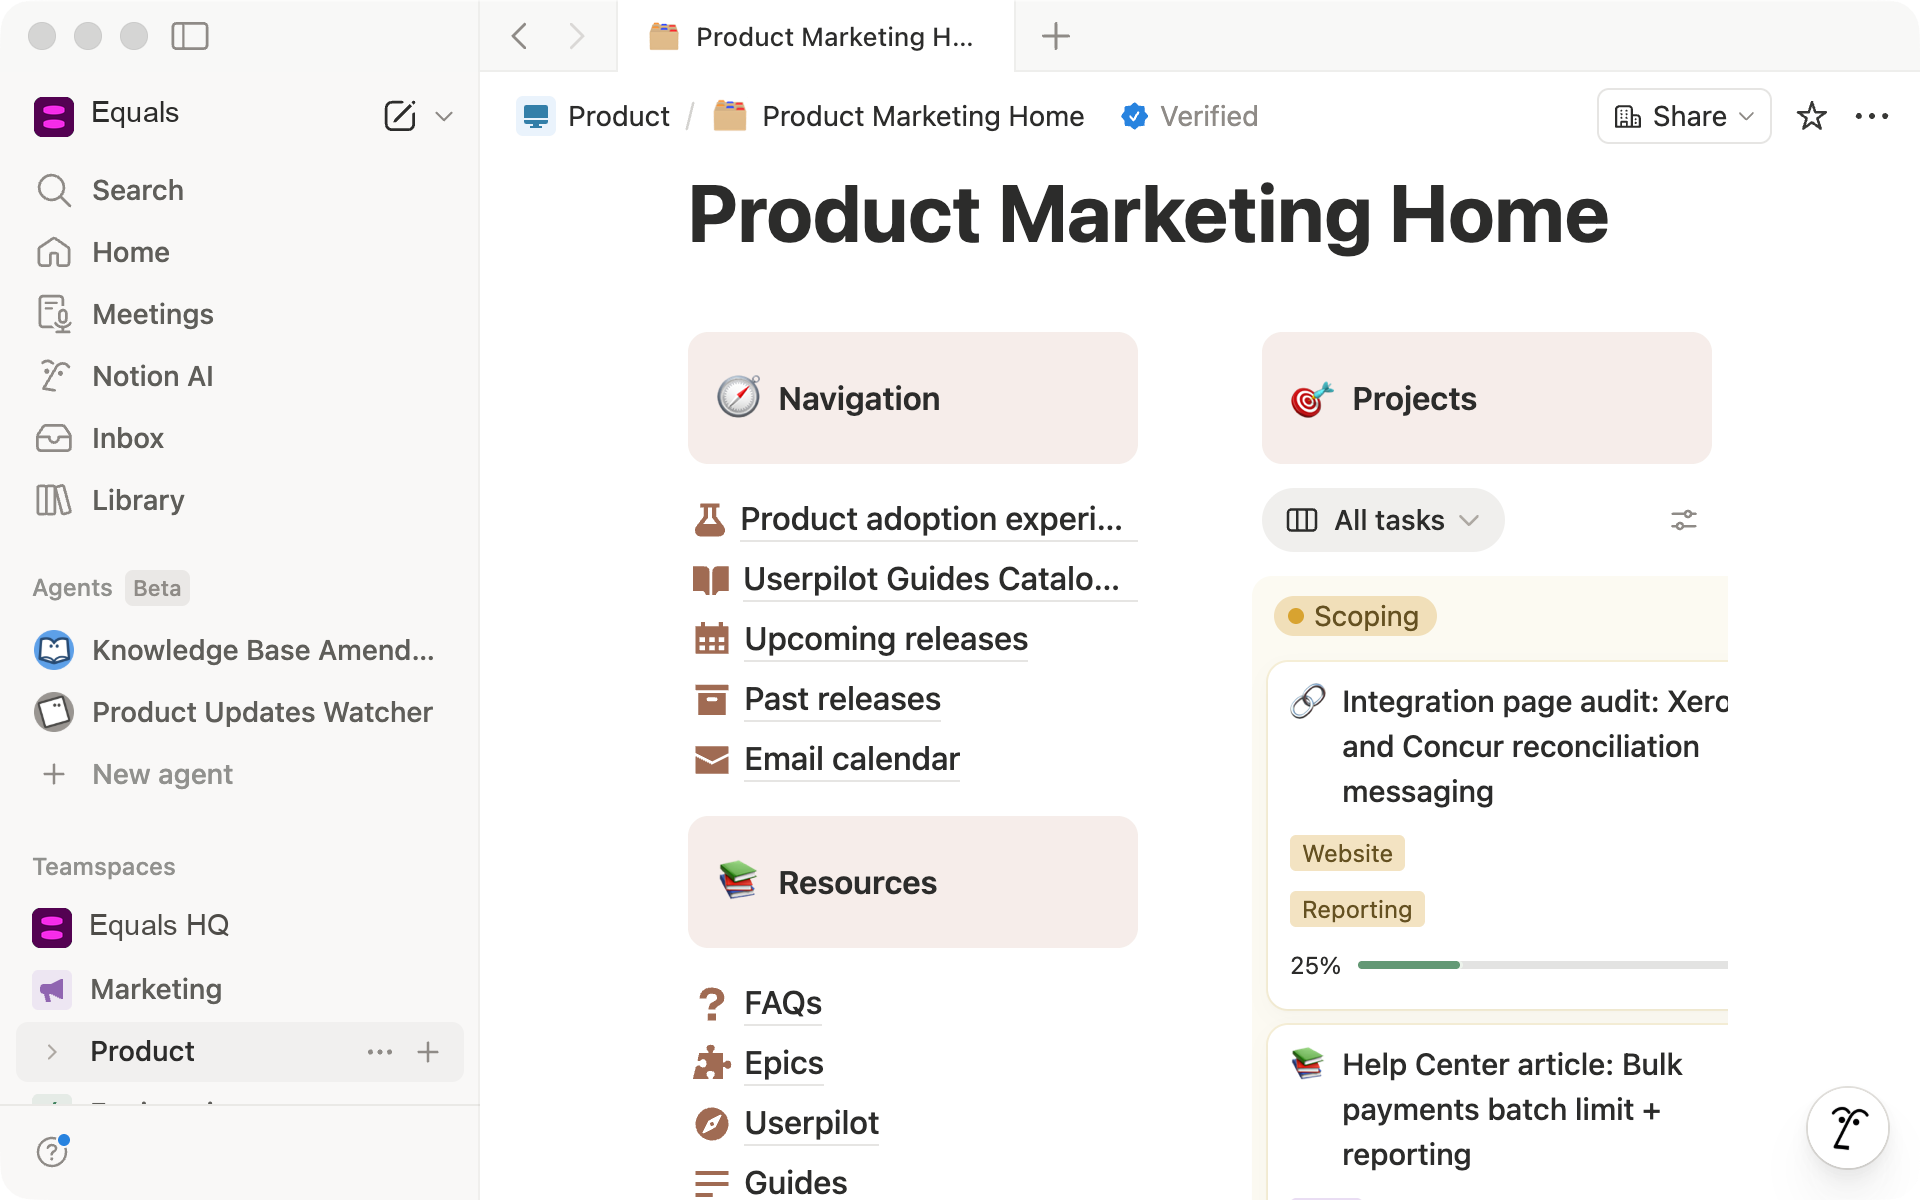 Product Marketing H...
Equals
Search
Home
Meetings
Notion AI
Inbox
Library
Agents Beta
Knowledge Base Amend...
Product Updates Watcher
New agent
Teamspaces
Equals HQ
Marketing
Product
Product / Product Marketing Home Verified
Share
Product Marketing Home
Navigation
Product adoption experi...
Userpilot Guides Catalo...
Upcoming releases
Past releases
Email calendar
Resources
FAQs
Epics
Userpilot
Guides
Projects
All tasks
Scoping
Integration page audit: Xero
and Concur reconciliation
messaging
Website
Reporting
25%
Help Center article: Bulk
payments batch limit +
reporting